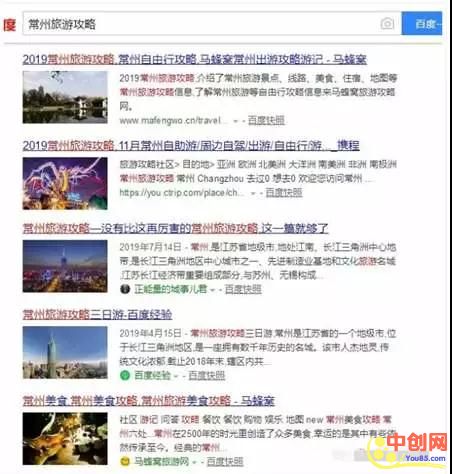 度 常州旅游攻略 百度一
2019常州旅游攻略,常州自由行攻略,马蜂窝常州出游攻略游记 - 马蜂窝
2019常州旅游攻略,介绍了常州旅游景点、线路、美食、住宿、地图等
常州旅游攻略信息,了解常州旅游等自由行攻略信息来马蜂窝旅游攻略
网。
www.mafengwo.cn/travel... - 百度快照
2019常州旅游攻略,11月常州自助游/周边自驾/出游/自由行/游..._携程
旅游攻略社区> 目的地> 亚洲 欧洲 北美洲 大洋洲 南美洲 非洲 南极洲
常州旅游攻略 常州 Changzhou 去过0 想去0 欢迎您访问常州 ...
https://you.ctrip.com/place/ch... - 百度快照
常州旅游攻略—没有比这再厉害的常州旅游攻略,这一篇就够了
2019年7月14日 - 常州,是江苏省地级市,地处江南、长江三角洲中心地
带,是长江三角洲地区中心城市之一、先进制造业基地和文化旅游名城
,江苏长江经济带重要组成部分,与苏州、无锡构成...
正能量的域事儿君 - 百度快照
常州旅游攻略三日游-百度经验
2019年4月15日 - 常州旅游攻略三日游,常州是江苏省的一个地级市,位
于长江三角洲地区,是一座拥有数千年历史的名城。该市人杰地灵,传
统文化浓郁,截止2018年末,辖区内共...
百度经验 - 百度快照
常州美食,常州美食攻略,常州旅游美食攻略 - 马蜂窝
社区 游记 问答 攻略 餐饮 餐饮 购物 娱乐 地图 new 常州美食攻略 常
州六处...常州在2500年的时光里创造了众多美食,幸运的是其中有些依
然传承至今。经典的常州...
马蜂窝旅游网 - 百度快照
中创网
You85.com